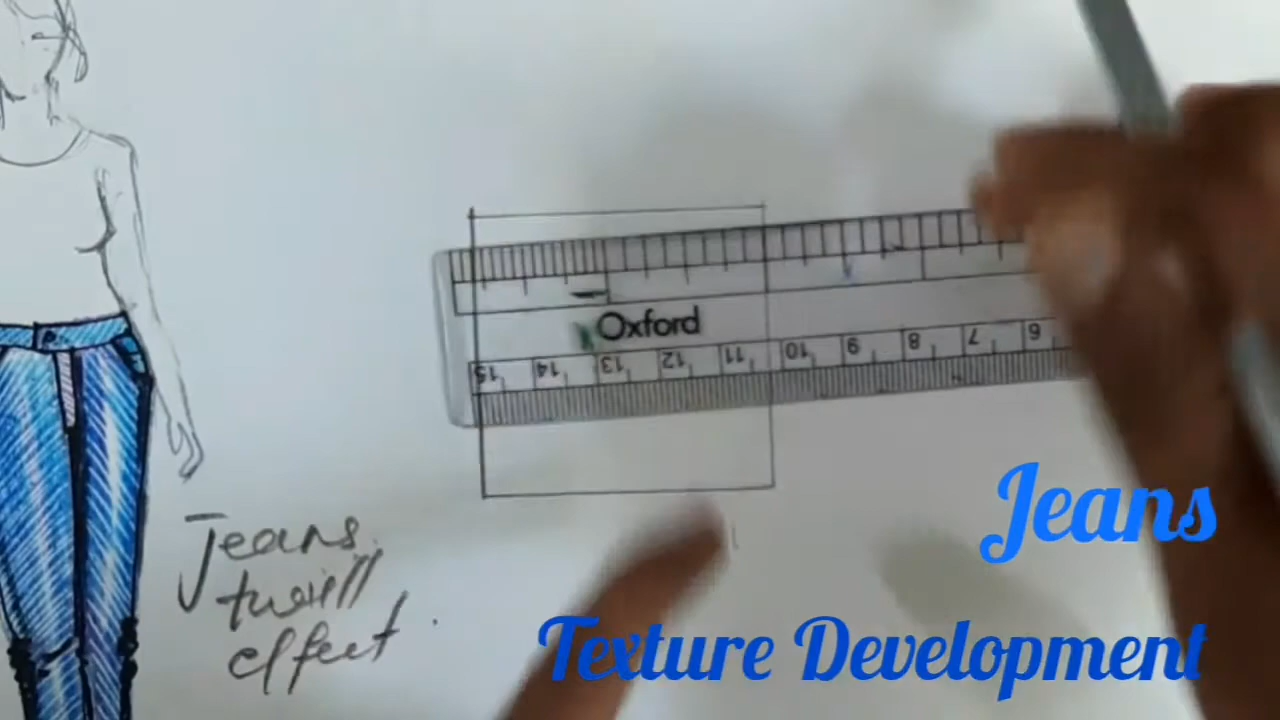 Oxford
15 14 13 12 11 10 9 8 7 6
Jeans
twill
effect.
Jeans
Texture Development